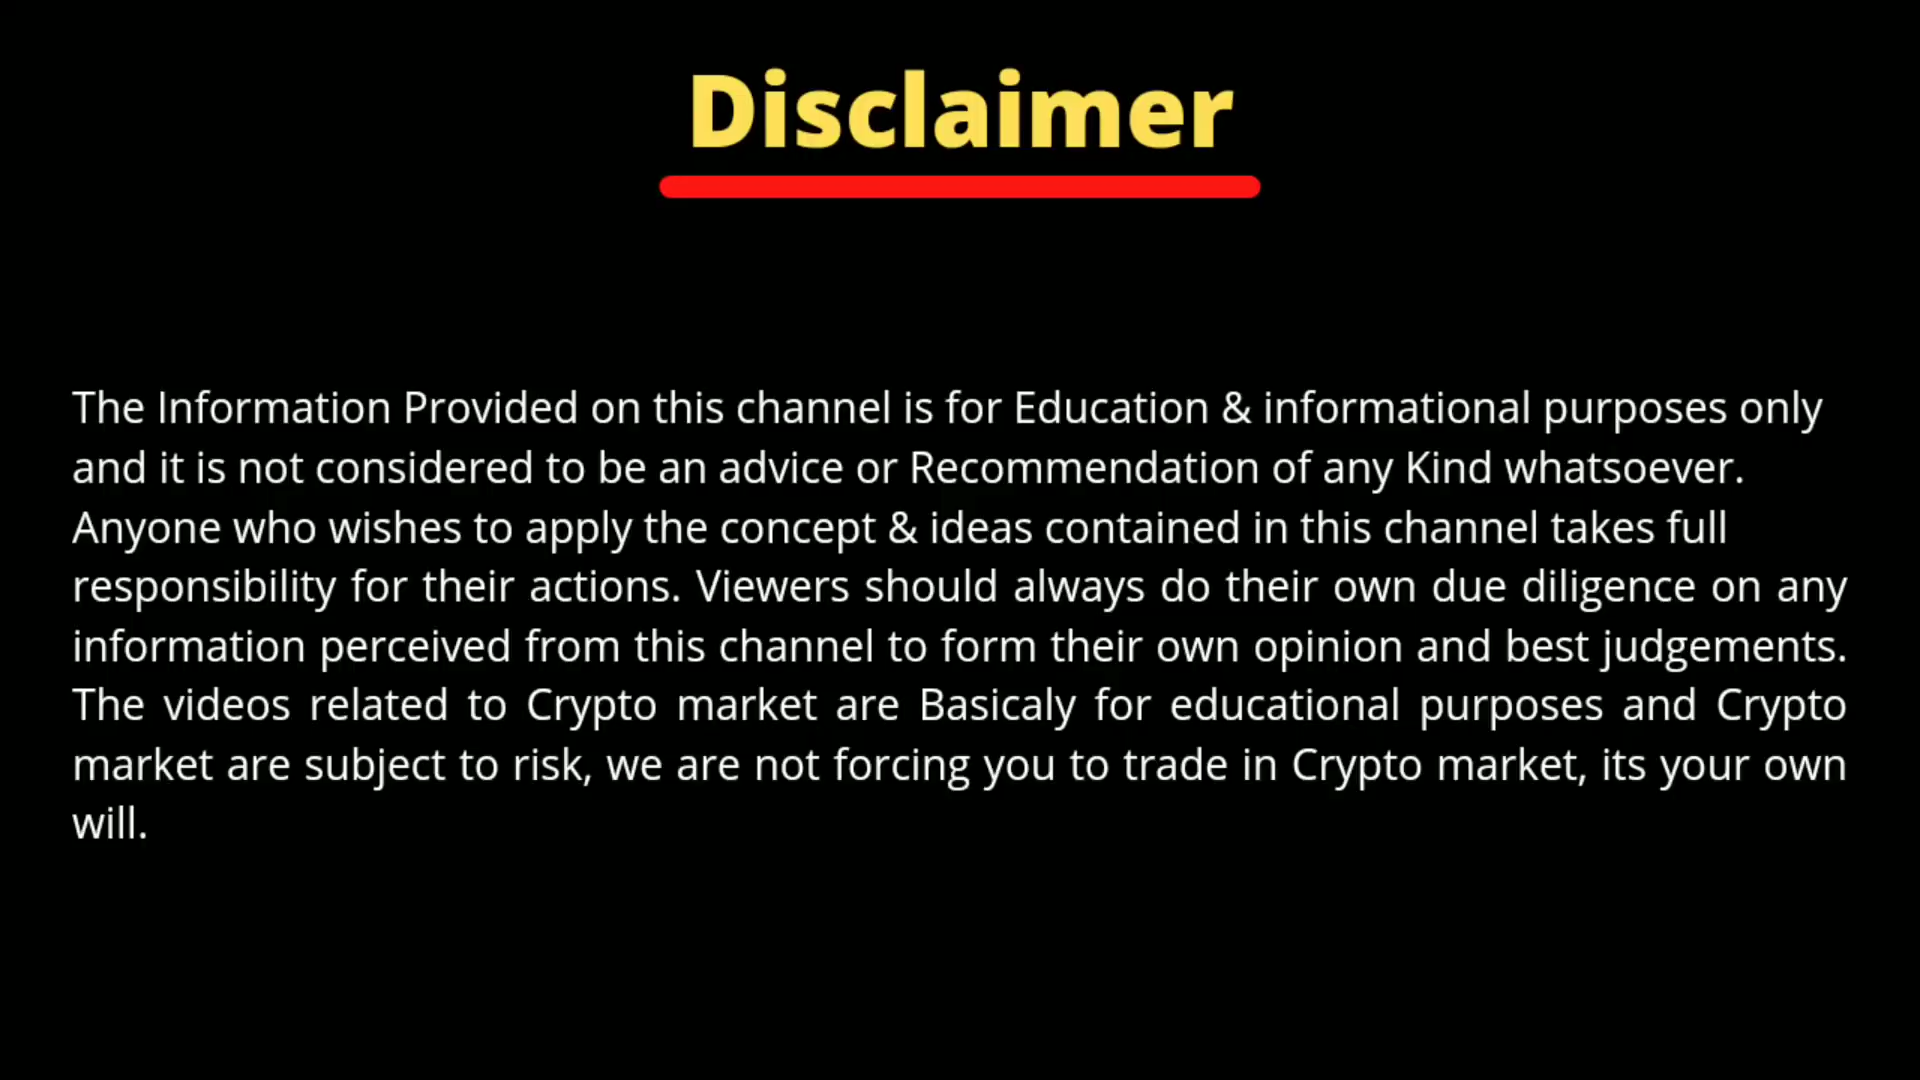 Disclaimer
The Information Provided on this channel is for Education & informational purposes only
and it is not considered to be an advice or Recommendation of any Kind whatsoever.
Anyone who wishes to apply the concept & ideas contained in this channel takes full
responsibility for their actions. Viewers should always do their own due diligence on any
information perceived from this channel to form their own opinion and best judgements.
The videos related to Crypto market are Basicaly for educational purposes and Crypto
market are subject to risk, we are not forcing you to trade in Crypto market, its your own
will.